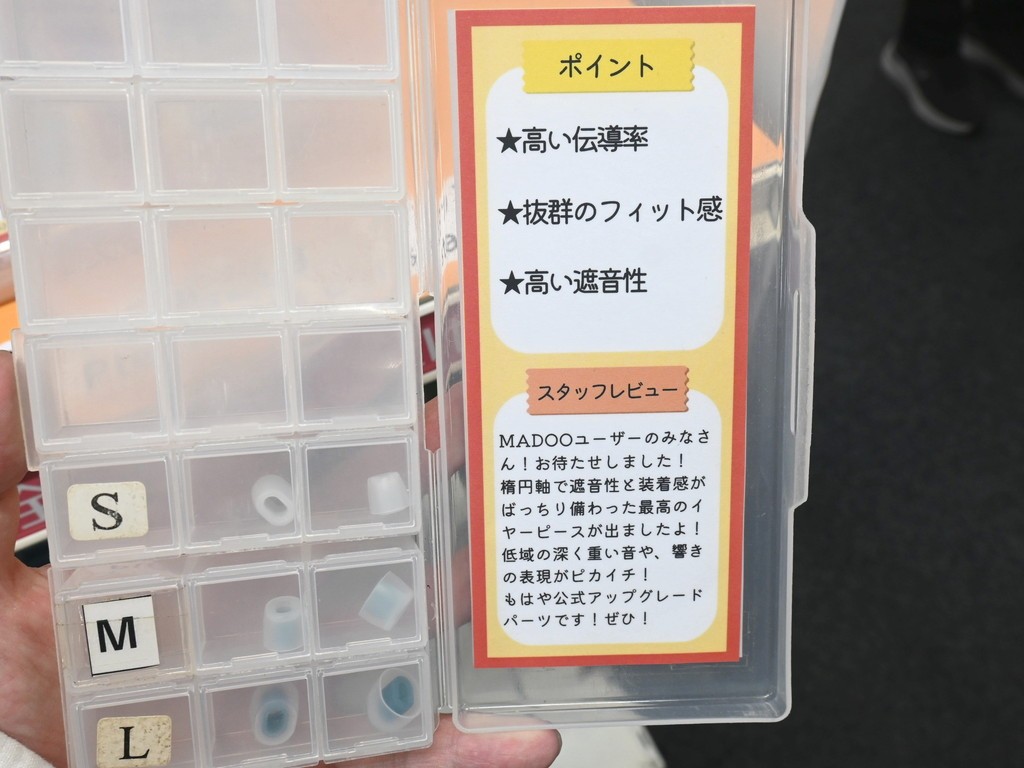 ポイント
★高い伝導率
★抜群のフィット感
★高い遮音性
スタッフレビュー
MADOOユーザーのみなさ
ん！お待たせしました！
楕円軸で遮音性と装着感が
ばっちり備わった最高のイ
ヤーピースが出ましたよ！
低域の深く重い音や、響き
の表現がピカイチ！
もはや公式アップグレード
パーツです！ぜひ！
S
M
L